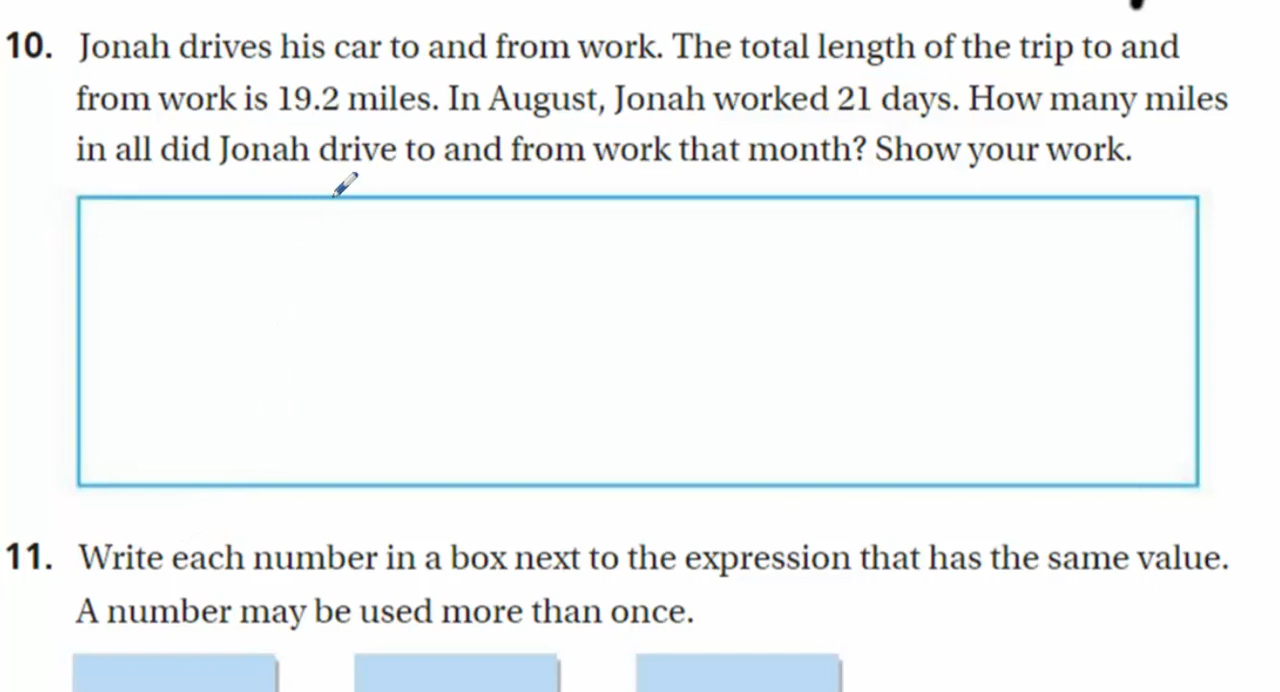 10. Jonah drives his car to and from work. The total length of the trip to and
from work is 19.2 miles. In August, Jonah worked 21 days. How many miles
in all did Jonah drive to and from work that month? Show your work.
11. Write each number in a box next to the expression that has the same value.
A number may be used more than once.